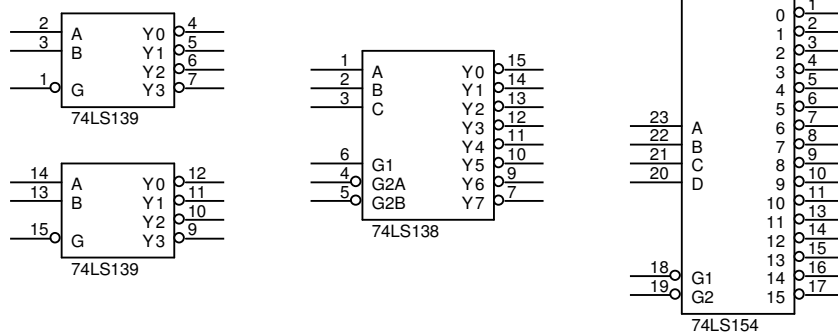 2 A Y0 4
3 B Y1 5
Y2 6
1 G Y3 7
74LS139
14 A Y0 12
13 B Y1 11
Y2 10
15 G Y3 9
74LS139
1 A Y0 15
2 B Y1 14
3 C Y2 13
Y3 12
Y4 11
6 G1 Y5 10
4 G2A Y6 9
5 G2B Y7 7
74LS138
0 1
1 2
2 3
3 4
4 5
5 6
23 A 6 7
22 B 7 8
21 C 8 9
20 D 9 10
10 11
11 13
12 14
13 15
18 G1 14 16
19 G2 15 17
74LS154